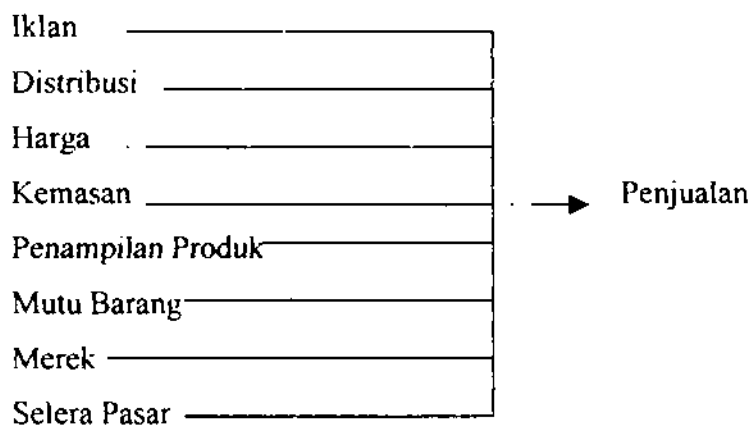 Iklan
Distribusi
Harga
Kemasan
Penjualan
Penampilan Produk
Mutu Barang
Merek
Selera Pasar